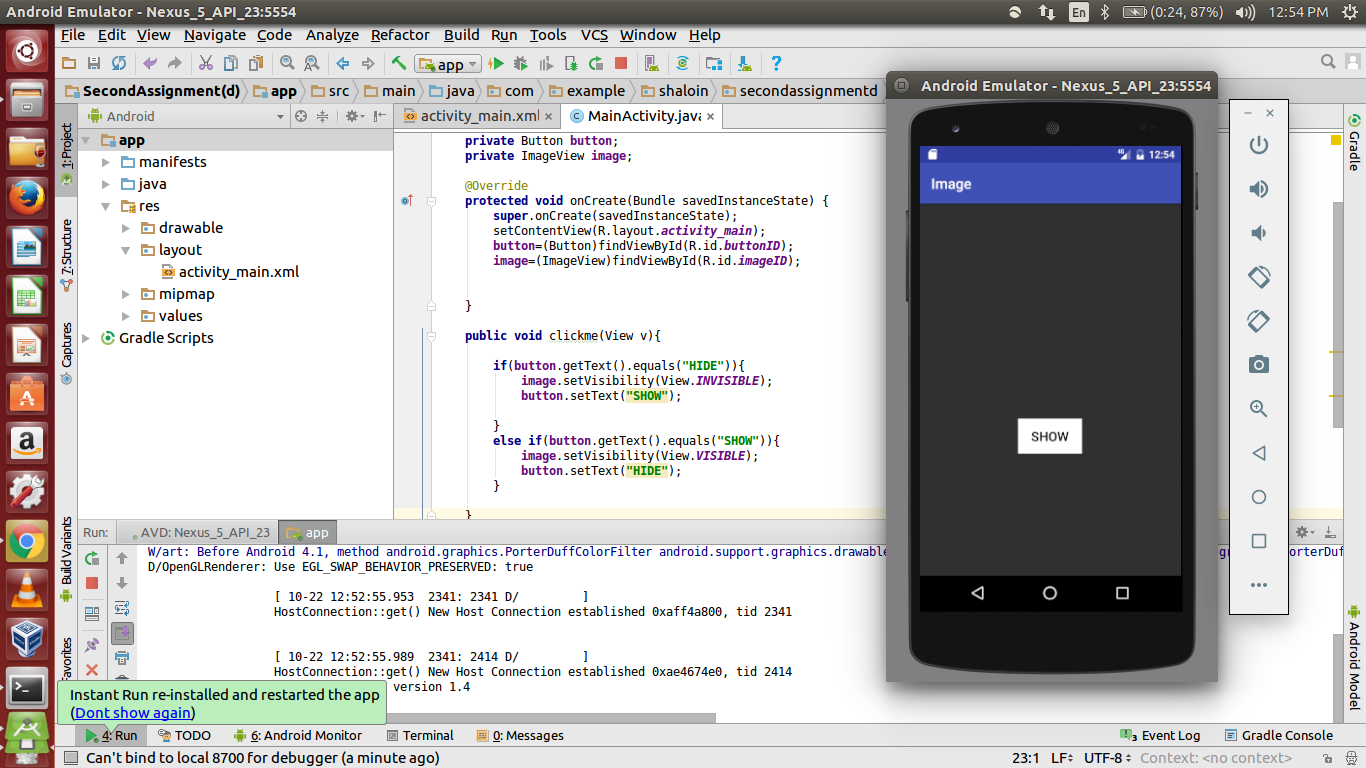 Android Emulator - Nexus_5_API_23:5554
En (0:24, 87%) 12:54 PM
File Edit View Navigate Code Analyze Refactor Build Run Tools VCS Window Help
app
SecondAssignment(d) app src main java com example shaloin secondassignmentd
Android
activity_main.xml
MainActivity.java
1: Project
7: Structure
Captures
Build Variants
Favorites
app
manifests
java
res
drawable
layout
activity_main.xml
mipmap
values
Gradle Scripts
private Button button;
private ImageView image;
@Override
protected void onCreate(Bundle savedInstanceState) {
super.onCreate(savedInstanceState);
setContentView(R.layout.activity_main);
button=(Button)findViewById(R.id.buttonID);
image=(ImageView)findViewById(R.id.imageID);
}
public void clickme(View v){
if(button.getText().equals("HIDE")){
image.setVisibility(View.INVISIBLE);
button.setText("SHOW");
}
else if(button.getText().equals("SHOW")){
image.setVisibility(View.VISIBLE);
button.setText("HIDE");
}
}
Android Emulator - Nexus_5_API_23:5554
12:54
Image
SHOW
Gradle
Android Model
Run: AVD: Nexus_5_API_23 app
W/art: Before Android 4.1, method android.graphics.PorterDuffColorFilter android.support.graphics.drawable
D/OpenGLRenderer: Use EGL_SWAP_BEHAVIOR_PRESERVED: true
[ 10-22 12:52:55.953 2341: 2341 D/ ]
HostConnection::get() New Host Connection established 0xaff4a800, tid 2341
[ 10-22 12:52:55.989 2341: 2414 D/ ]
HostConnection::get() New Host Connection established 0xae4674e0, tid 2414
version 1.4
Instant Run re-installed and restarted the app
(Dont show again)
4: Run TODO 6: Android Monitor Terminal 0: Messages 3 Event Log Gradle Console
Can't bind to local 8700 for debugger (a minute ago) 23:1 LF UTF-8 Context: <no context>